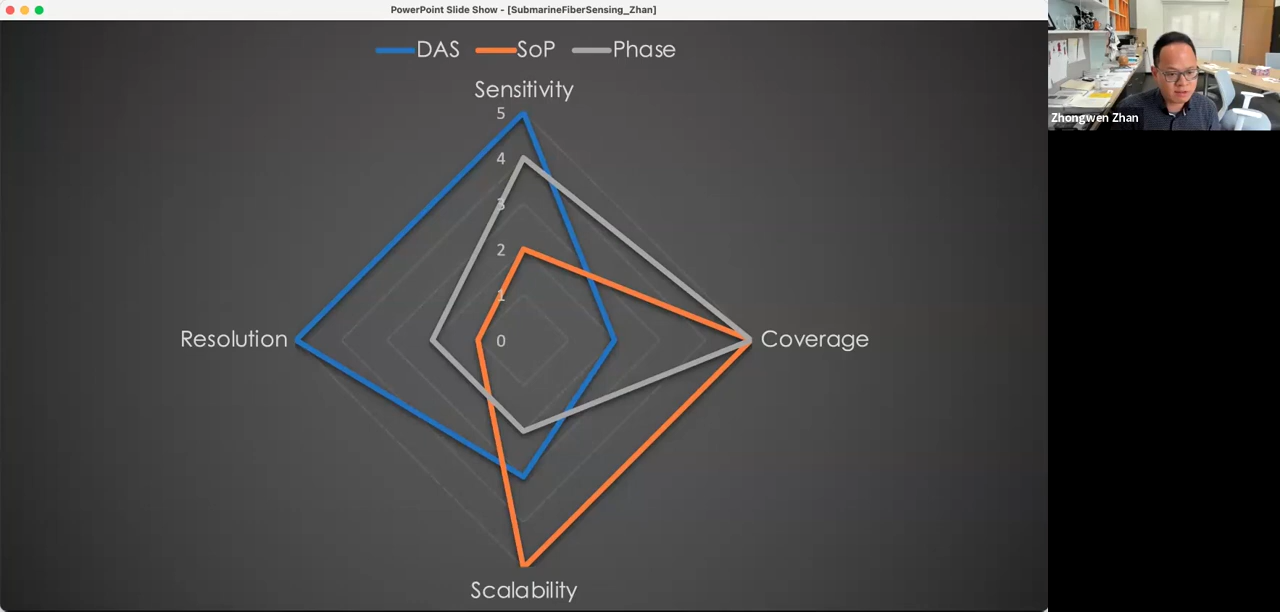 PowerPoint Slide Show - [SubmarineFiberSensing_Zhan]
DAS SoP Phase
Sensitivity
5
4
3
2
1
0
Resolution
Coverage
Scalability
Zhongwen Zhan